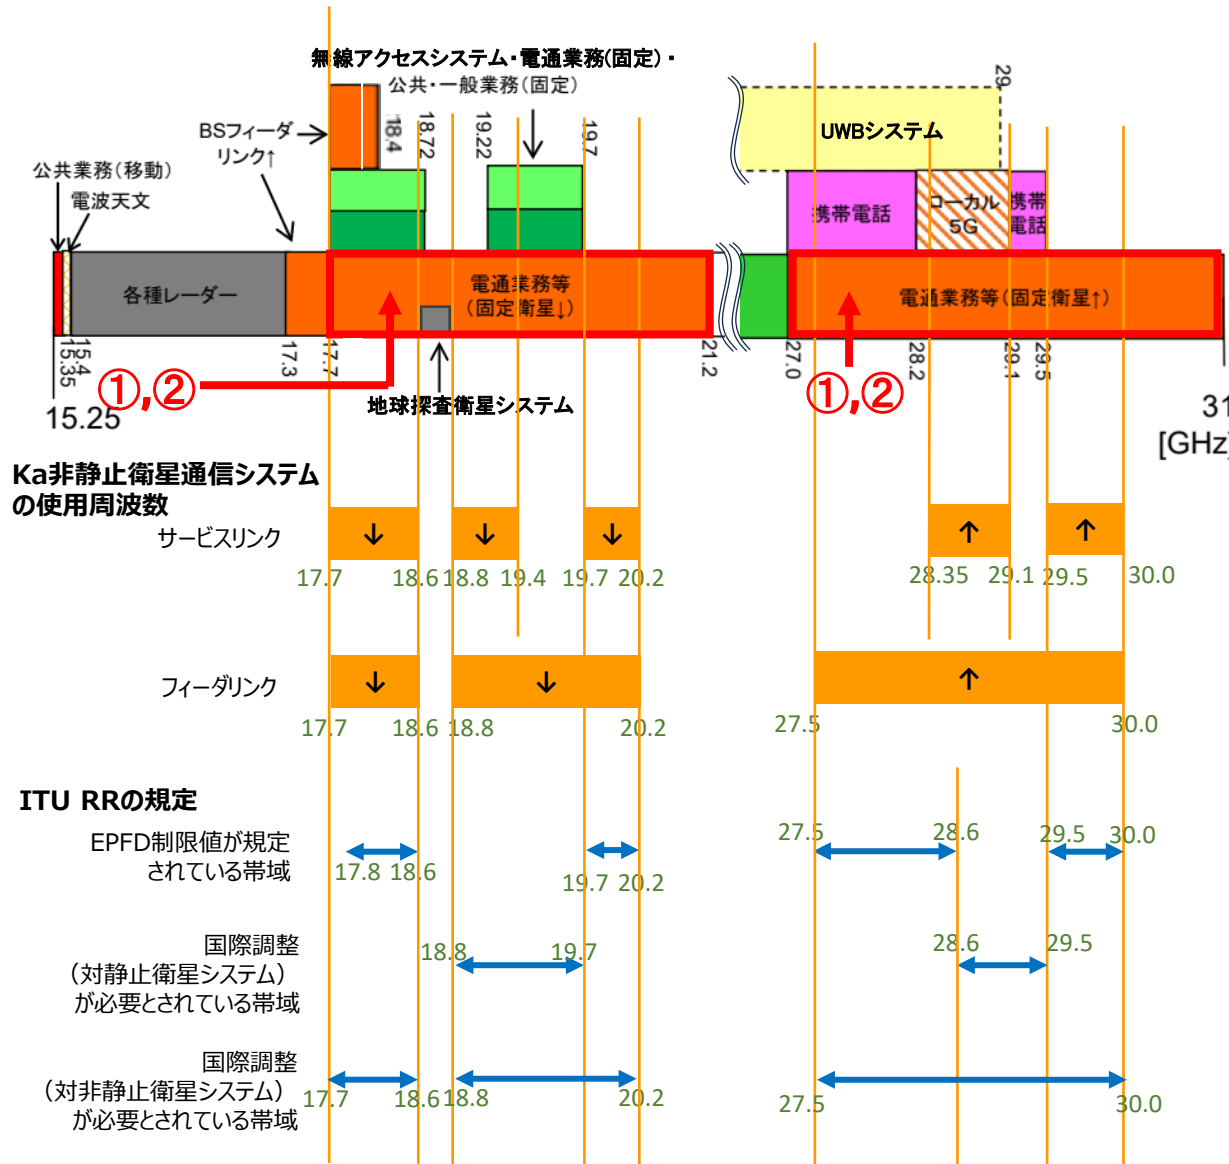 無線アクセスシステム・電通業務(固定)・
公共・一般業務(固定)
29
BSフィーダ
リンク↑
18.4
18.72
19.22
19.7
UWBシステム
公共業務(移動)
電波天文
携帯電話
ローカル
5G
携帯
電話
各種レーダー
電通業務等
(固定衛星↓)
電通業務等(固定衛星↑)
15.35
15.4
17.3
17.7
21.2
27.0
28.2
29.1
29.5
①,②
①,②
地球探査衛星システム
15.25
31
[GHz]
Ka非静止衛星通信システム
の使用周波数
サービスリンク
↓
↓
↓
↑
↑
17.7
18.6
18.8
19.4
19.7
20.2
28.35
29.1
29.5
30.0
フィーダリンク
↓
↓
↑
17.7
18.6
18.8
20.2
27.5
30.0
ITU RRの規定
EPFD制限値が規定
されている帯域
17.8
18.6
19.7
20.2
27.5
28.6
29.5
30.0
国際調整
(対静止衛星システム)
が必要とされている帯域
18.8
19.7
28.6
29.5
国際調整
(対非静止衛星システム)
が必要とされている帯域
17.7
18.6
18.8
20.2
27.5
30.0